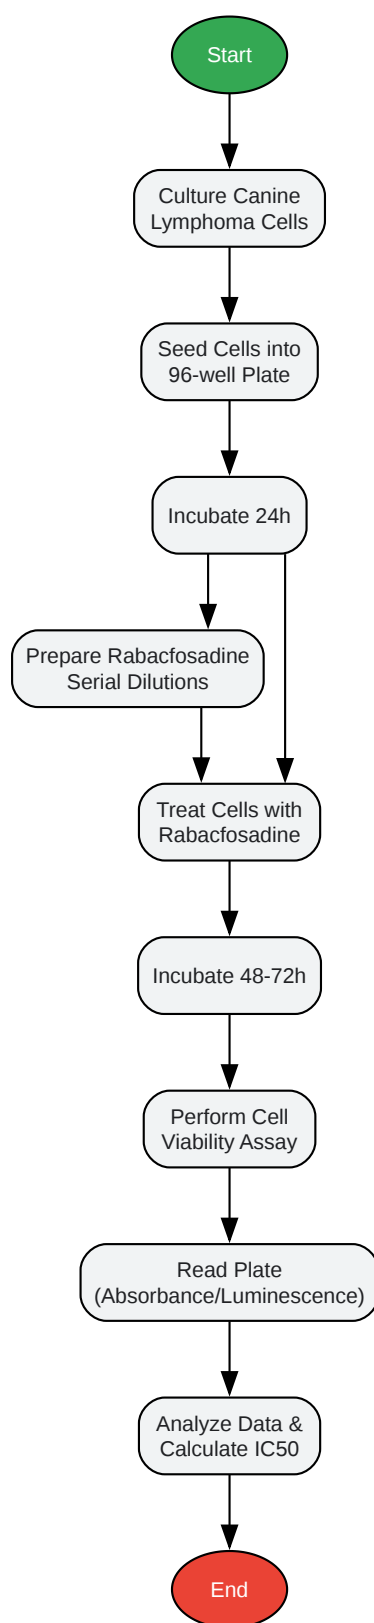 Start
Culture Canine
Lymphoma Cells
Seed Cells into
96-well Plate
Incubate 24h
Prepare Rabacfosadine
Serial Dilutions
Treat Cells with
Rabacfosadine
Incubate 48-72h
Perform Cell
Viability Assay
Read Plate
(Absorbance/Luminescence)
Analyze Data &
Calculate IC50
End